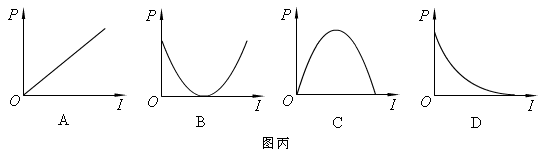 P P P P
O I O I O I O I
A B C D
图丙